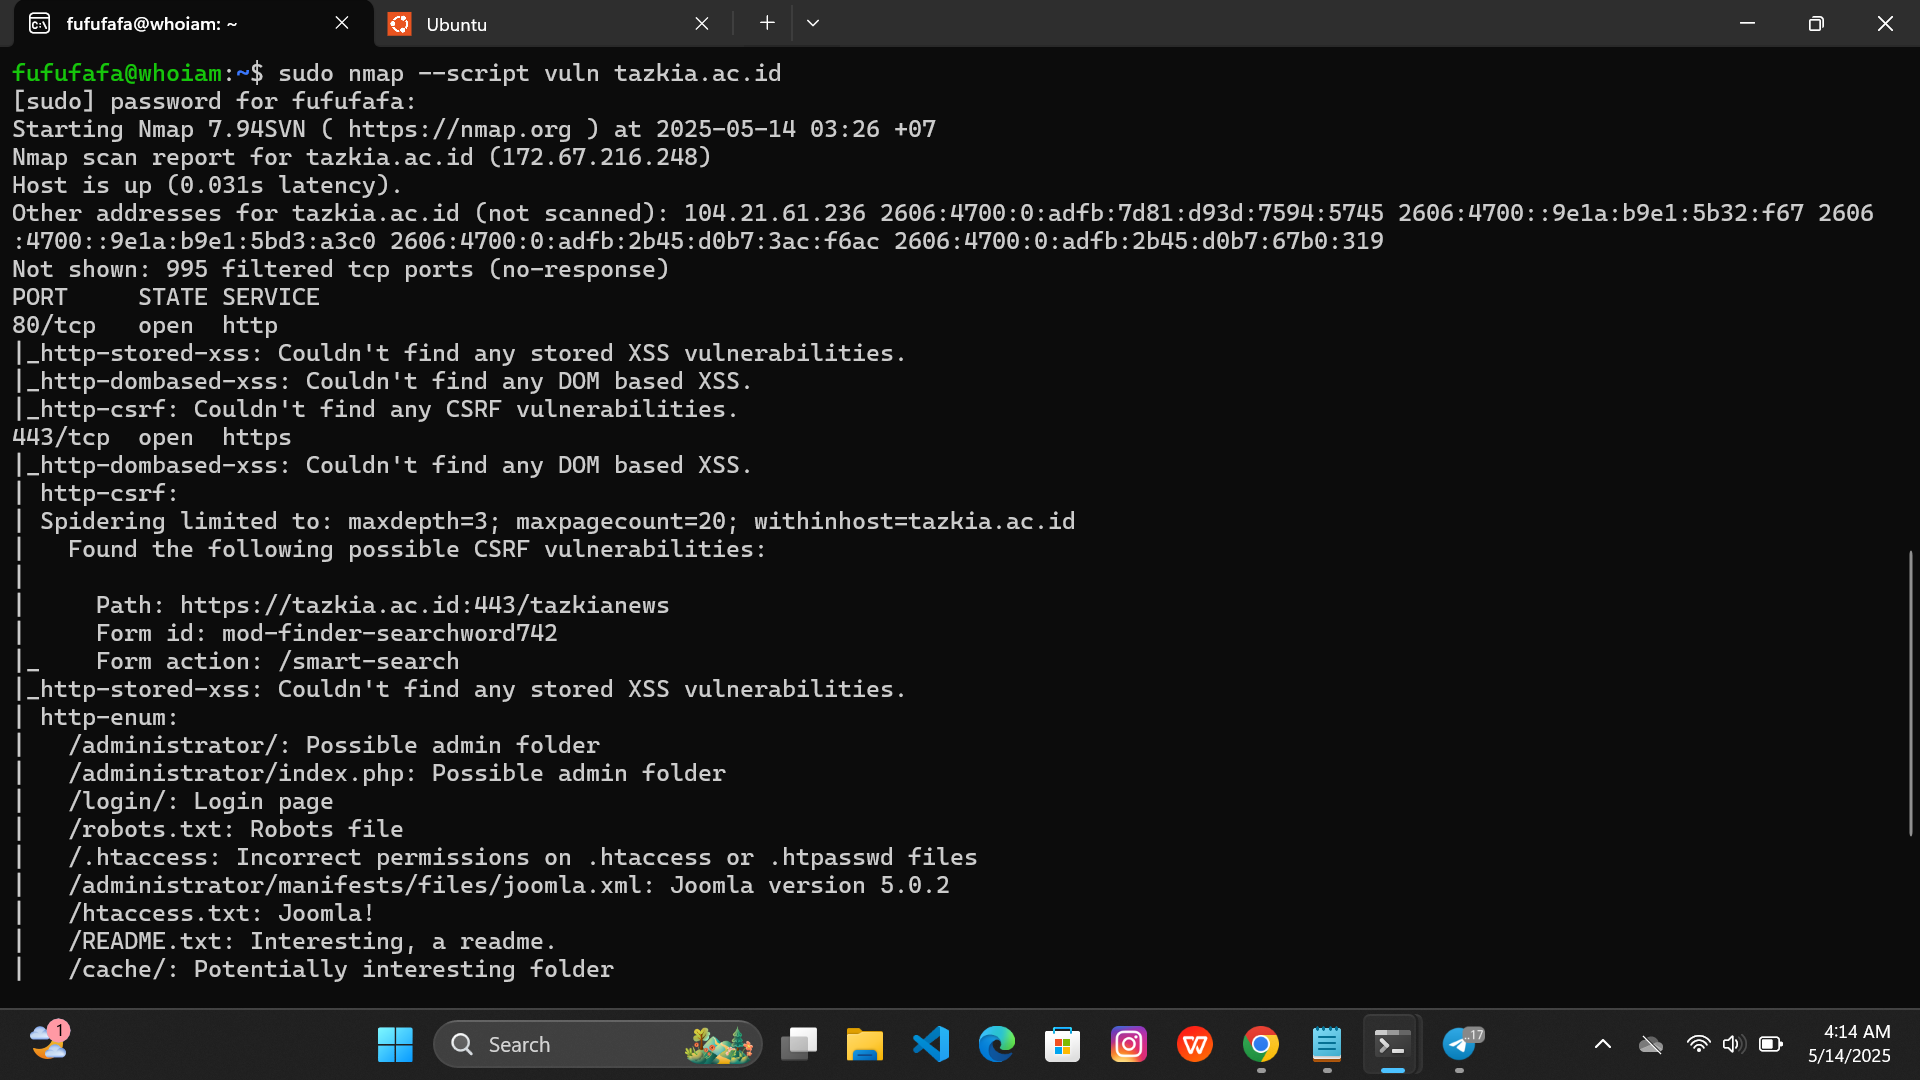 fufufafa@whoiam: ~
Ubuntu
fufufafa@whoiam:~$ sudo nmap --script vuln tazkia.ac.id
[sudo] password for fufufafa:
Starting Nmap 7.94SVN ( https://nmap.org ) at 2025-05-14 03:26 +07
Nmap scan report for tazkia.ac.id (172.67.216.248)
Host is up (0.031s latency).
Other addresses for tazkia.ac.id (not scanned): 104.21.61.236 2606:4700:0:adfb:7d81:d93d:7594:5745 2606:4700::9e1a:b9e1:5b32:f67 2606
:4700::9e1a:b9e1:5bd3:a3c0 2606:4700:0:adfb:2b45:d0b7:3ac:f6ac 2606:4700:0:adfb:2b45:d0b7:67b0:319
Not shown: 995 filtered tcp ports (no-response)
PORT     STATE SERVICE
80/tcp   open  http
|_http-stored-xss: Couldn't find any stored XSS vulnerabilities.
|_http-dombased-xss: Couldn't find any DOM based XSS.
|_http-csrf: Couldn't find any CSRF vulnerabilities.
443/tcp  open  https
|_http-dombased-xss: Couldn't find any DOM based XSS.
| http-csrf:
| Spidering limited to: maxdepth=3; maxpagecount=20; withinhost=tazkia.ac.id
|   Found the following possible CSRF vulnerabilities:
|
|     Path: https://tazkia.ac.id:443/tazkianews
|     Form id: mod-finder-searchword742
|_    Form action: /smart-search
|_http-stored-xss: Couldn't find any stored XSS vulnerabilities.
| http-enum:
|   /administrator/: Possible admin folder
|   /administrator/index.php: Possible admin folder
|   /login/: Login page
|   /robots.txt: Robots file
|   /.htaccess: Incorrect permissions on .htaccess or .htpasswd files
|   /administrator/manifests/files/joomla.xml: Joomla version 5.0.2
|   /htaccess.txt: Joomla!
|   /README.txt: Interesting, a readme.
|   /cache/: Potentially interesting folder
1
Search
17
4:14 AM
5/14/2025